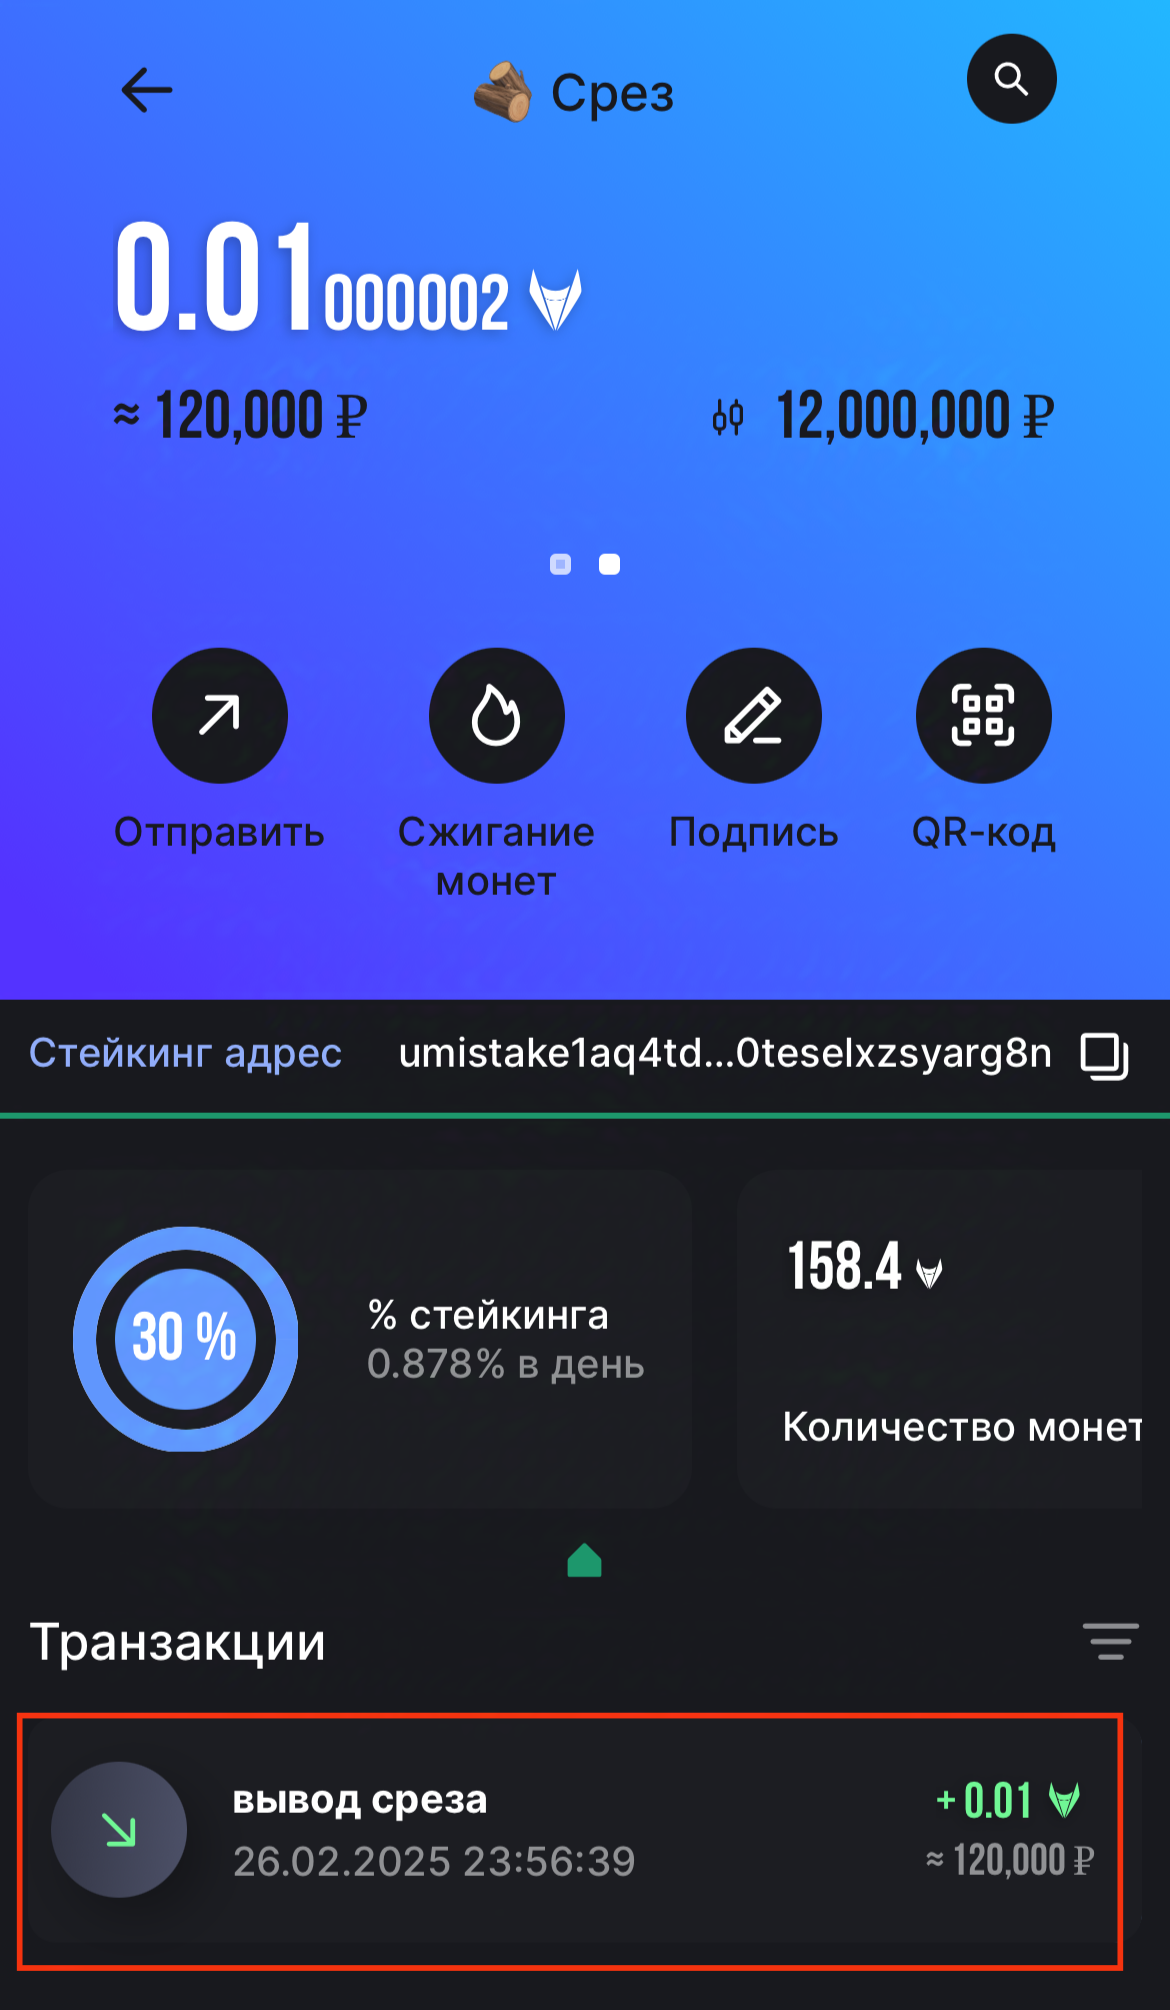 Срез
0.01000002
≈ 120,000 ₽
12,000,000 ₽
Отправить
Сжигание
монет
Подпись
QR-код
Стейкинг адрес
umistake1aq4td...0teselxzsyarg8n
30 %
% стейкинга
0.878% в день
158.4
Количество монет
Транзакции
вывод среза
+ 0.01
26.02.2025 23:56:39
≈ 120,000 ₽